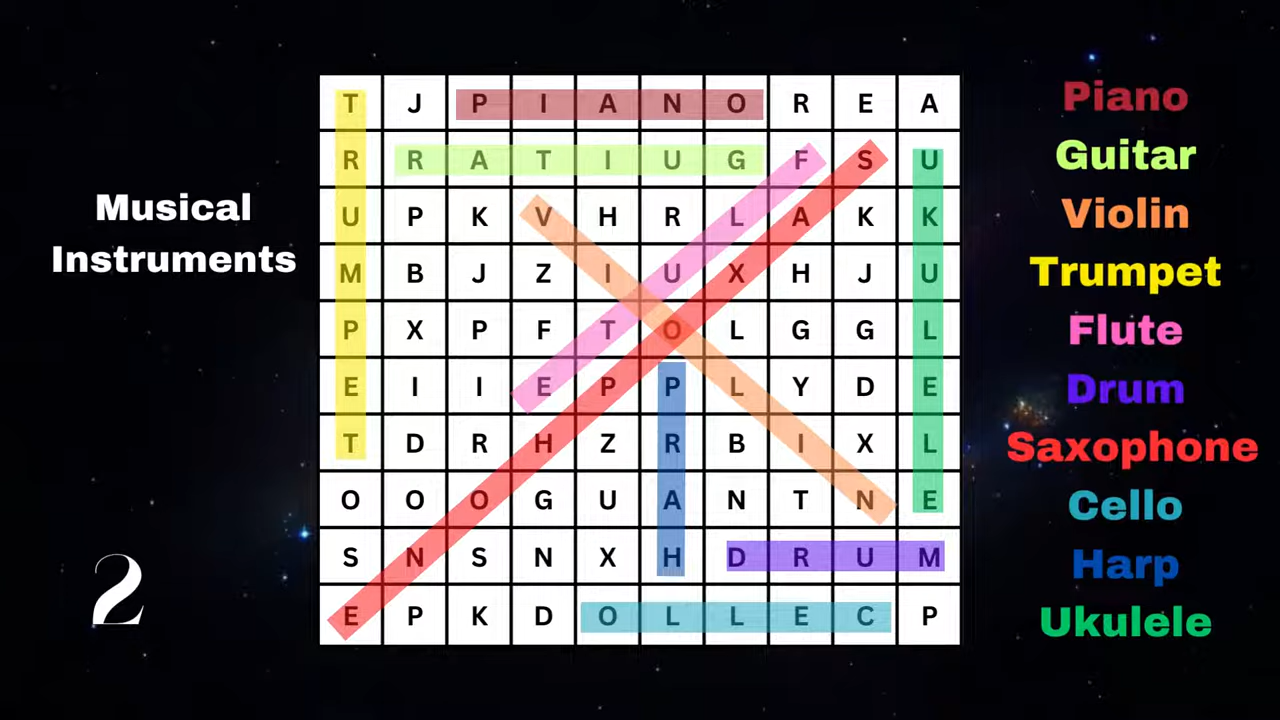 Musical
Instruments
2
T J P I A N O R E A
R R A T I U G F S U
U P K V H R L A K K
M B J Z I U X H J U
P X P F T O L G G L
E I I E P P L Y D E
T D R H Z R B I X L
O O O G U A N T N E
S N S N X H D R U M
E P K D O L L E C P
Piano
Guitar
Violin
Trumpet
Flute
Drum
Saxophone
Cello
Harp
Ukulele